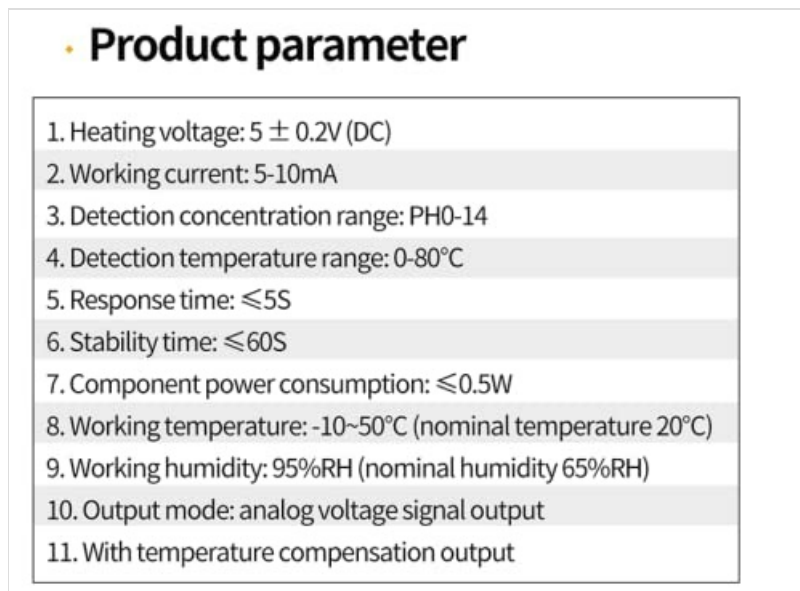 Product parameter
1. Heating voltage: 5 ± 0.2V (DC)
2. Working current: 5-10mA
3. Detection concentration range: PH0-14
4. Detection temperature range: 0-80℃
5. Response time: ⩽5S
6. Stability time: ⩽60S
7. Component power consumption: ⩽0.5W
8. Working temperature: -10~50℃ (nominal temperature 20℃)
9. Working humidity: 95%RH (nominal humidity 65%RH)
10. Output mode: analog voltage signal output
11. With temperature compensation output